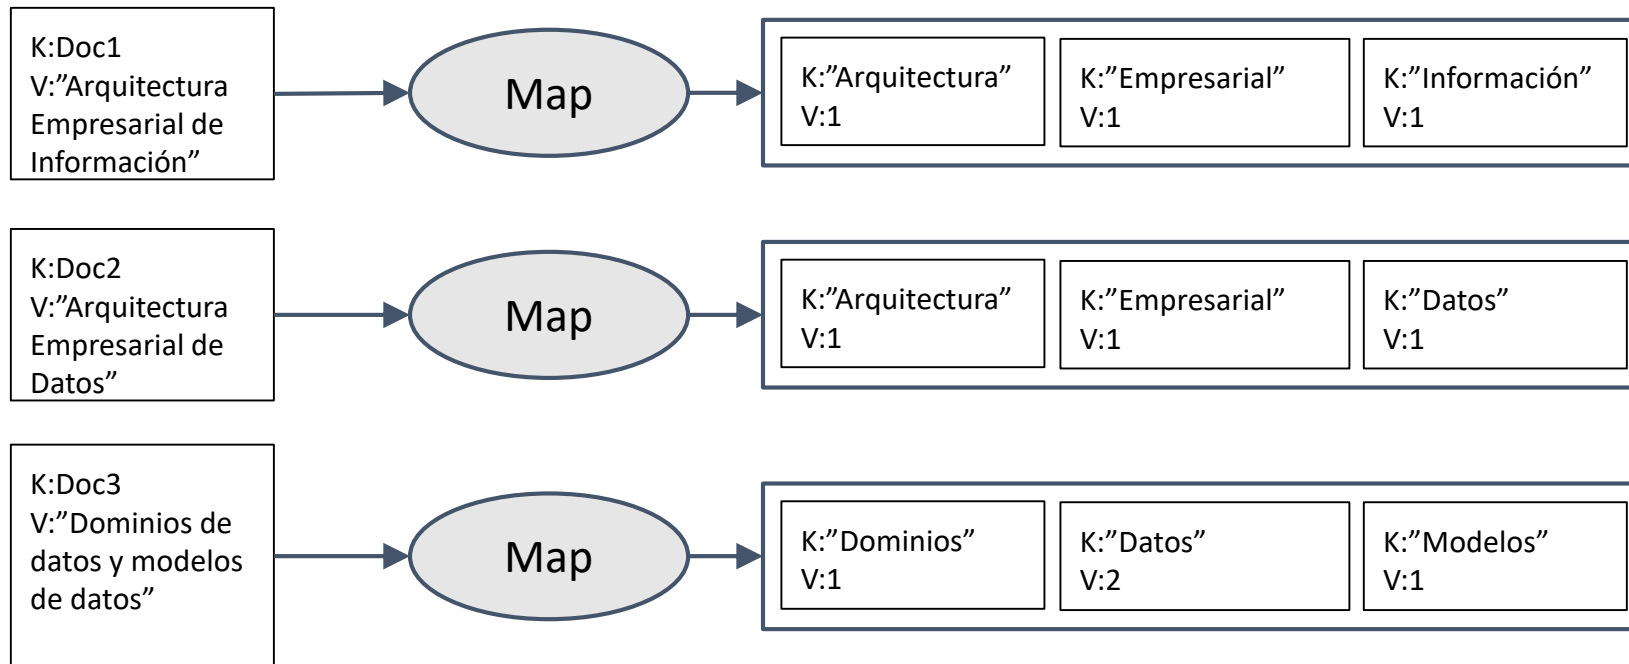 K:Doc1
V:”Arquitectura
Empresarial de
Información”
Map
K:”Arquitectura”
V:1
K:”Empresarial”
V:1
K:”Información”
V:1
K:Doc2
V:”Arquitectura
Empresarial de
Datos”
Map
K:”Arquitectura”
V:1
K:”Empresarial”
V:1
K:”Datos”
V:1
K:Doc3
V:”Dominios de
datos y modelos
de datos”
Map
K:”Dominios”
V:1
K:”Datos”
V:2
K:”Modelos”
V:1